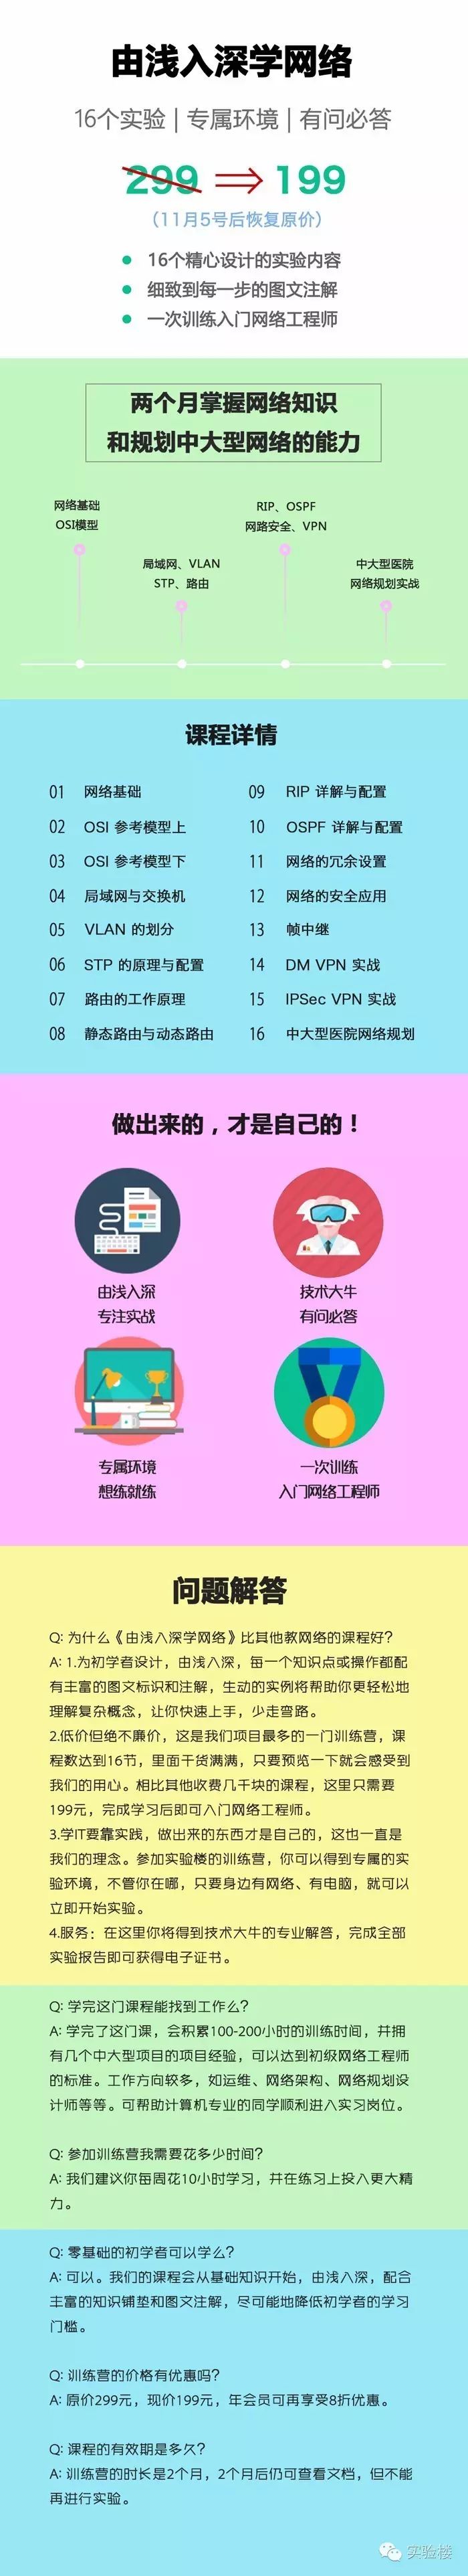 由浅入深学网络
16个实验 | 专属环境 | 有问必答
299 ⇒ 199
（11月5号后恢复原价）
● 16个精心设计的实验内容
● 细致到每一步的图文注解
● 一次训练入门网络工程师
两个月掌握网络知识
和规划中大型网络的能力
网络基础
OSI模型
局域网、VLAN
STP、路由
RIP、OSPF
网路安全、VPN
中大型医院
网络规划实战
课程详情
01 网络基础
02 OSI 参考模型上
03 OSI 参考模型下
04 局域网与交换机
05 VLAN 的划分
06 STP 的原理与配置
07 路由的工作原理
08 静态路由与动态路由
09 RIP 详解与配置
10 OSPF 详解与配置
11 网络的冗余设置
12 网络的安全应用
13 帧中继
14 DM VPN 实战
15 IPSec VPN 实战
16 中大型医院网络规划
做出来的，才是自己的！
由浅入深
专注实战
技术大牛
有问必答
专属环境
想练就练
一次训练
入门网络工程师
问题解答
Q: 为什么《由浅入深学网络》比其他教网络的课程好？
A: 1.为初学者设计，由浅入深，每一个知识点或操作都配
有丰富的图文标识和注解，生动的实例将帮助你更轻松地
理解复杂概念，让你快速上手，少走弯路。
2.低价但绝不廉价，这是我们项目最多的一门训练营，课
程数达到16节，里面干货满满，只要预览一下就会感受到
我们的用心。相比其他收费几千块的课程，这里只需要
199元，完成学习后即可入门网络工程师。
3.学IT要靠实践，做出来的东西才是自己的，这也一直是
我们的理念。参加实验楼的训练营，你可以得到专属的实
验环境，不管你在哪，只要身边有网络、有电脑，就可以
立即开始实验。
4.服务：在这里你将得到技术大牛的专业解答，完成全部
实验报告即可获得电子证书。
Q: 学完这门课程能找到工作么？
A: 学完了这门课，会积累100-200小时的训练时间，并拥
有几个中大型项目的项目经验，可以达到初级网络工程师
的标准。工作方向较多，如运维、网络架构、网络规划设
计师等等。可帮助计算机专业的同学顺利进入实习岗位。
Q: 参加训练营我需要花多少时间？
A: 我们建议你每周花10小时学习，并在练习上投入更大精
力。
Q: 零基础的初学者可以学么？
A: 可以。我们的课程会从基础知识开始，由浅入深，配合
丰富的知识铺垫和图文注解，尽可能地降低初学者的学习
门槛。
Q: 训练营的价格有优惠吗？
A: 原价299元，现价199元，年会员可再享受8折优惠。
Q: 课程的有效期是多久？
A: 训练营的时长是2个月，2个月后仍可查看文档，但不能
再进行实验。
实验楼